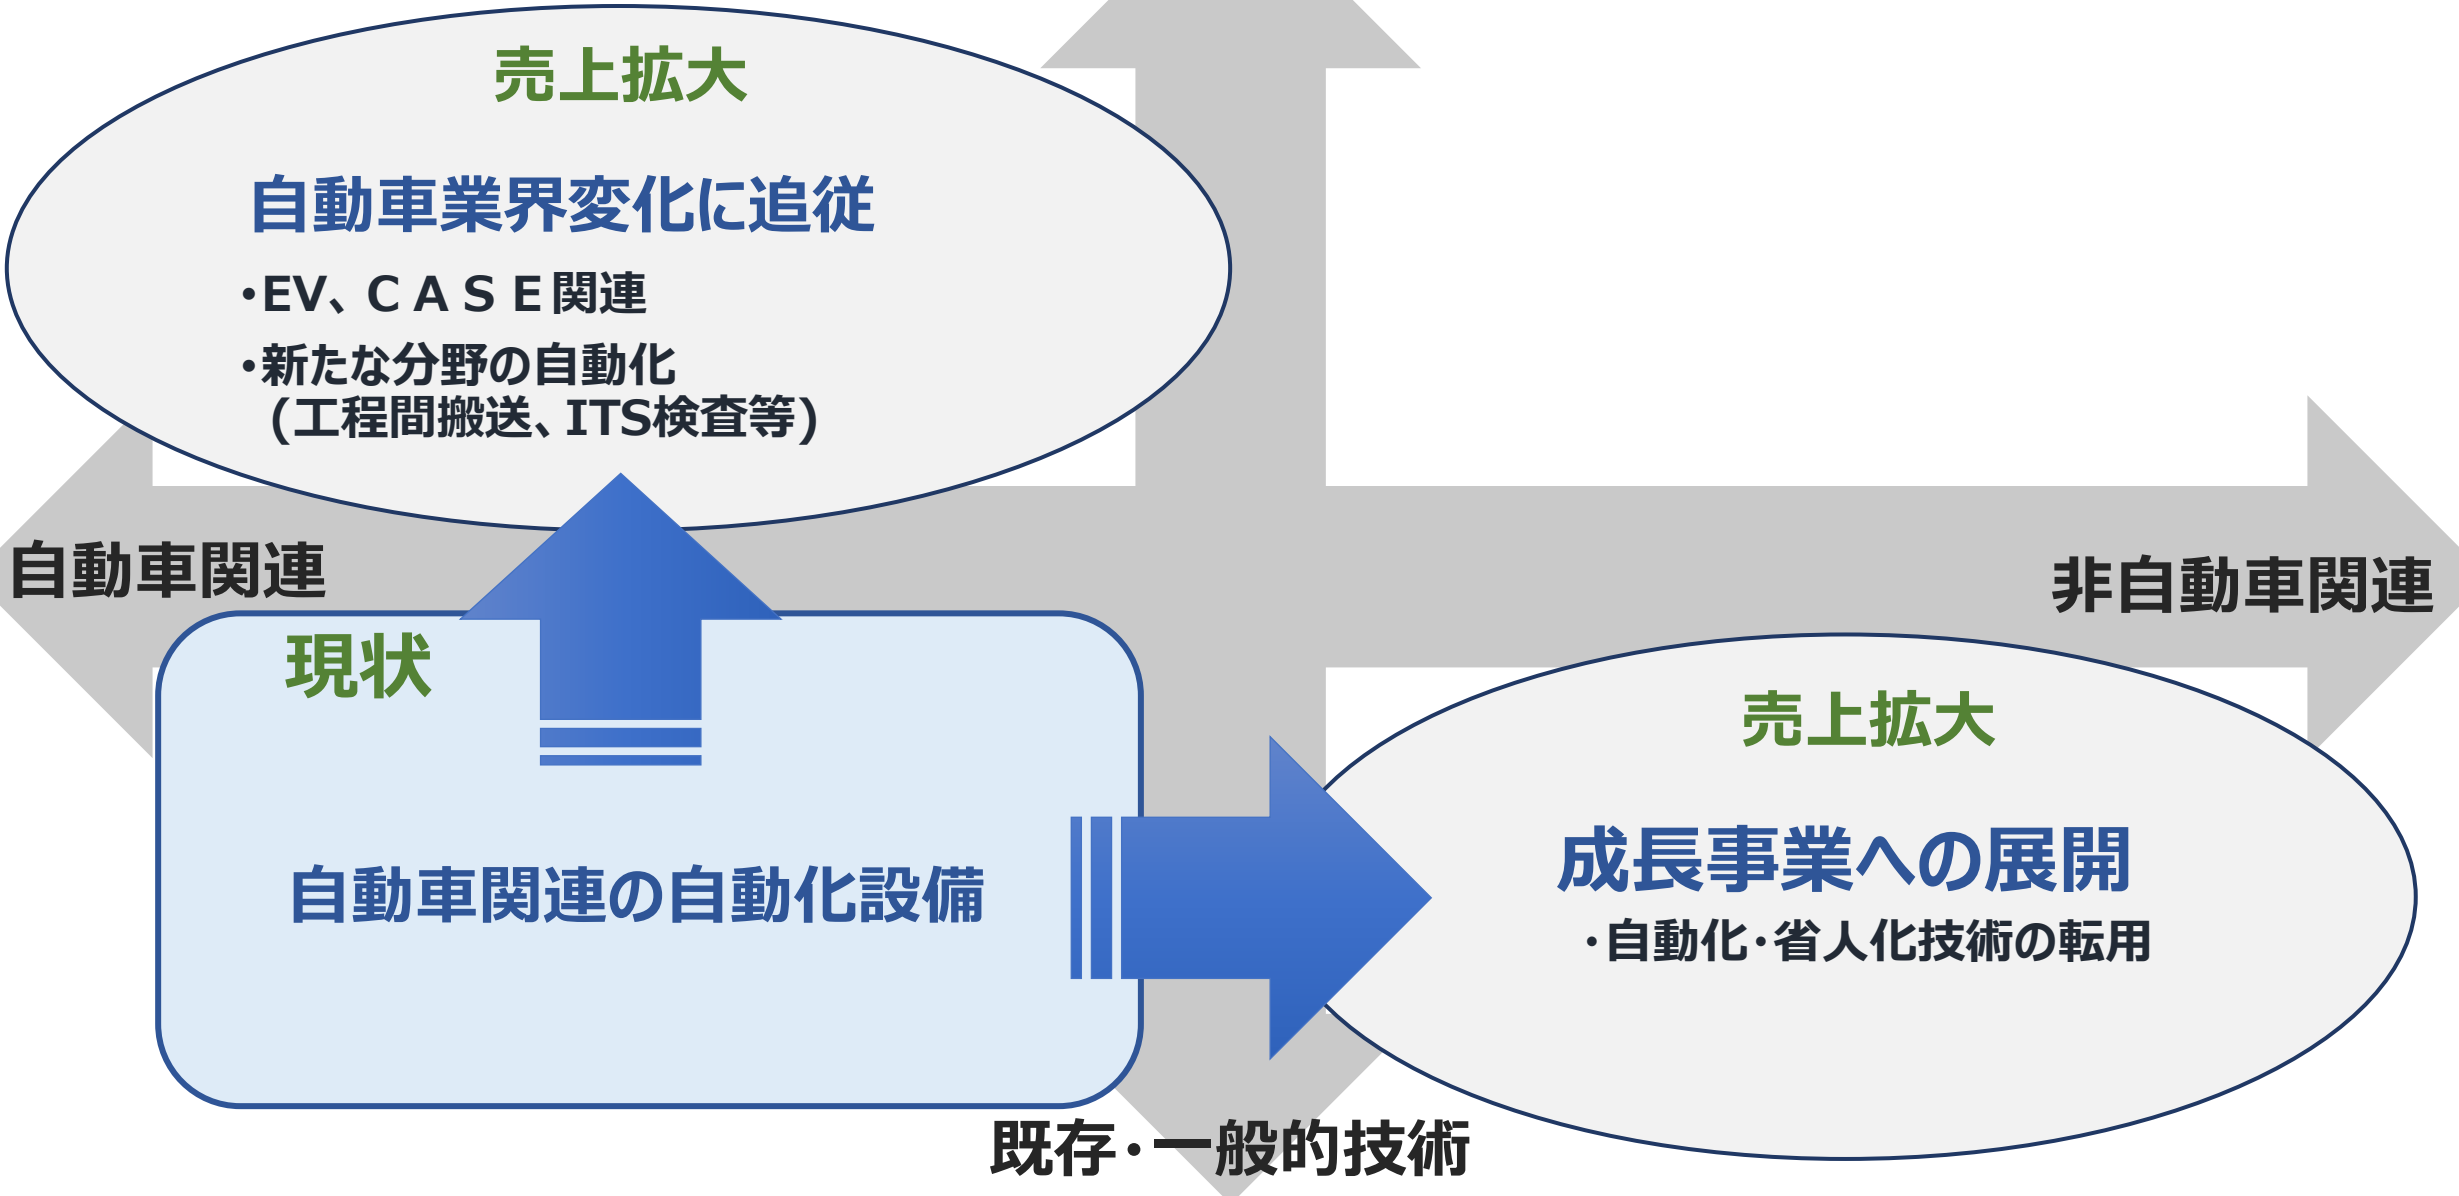 売上拡大
自動車業界変化に追従
・EV、ＣＡＳＥ関連
・新たな分野の自動化
(工程間搬送、ITS検査等)
自動車関連
非自動車関連
現状
自動車関連の自動化設備
売上拡大
成長事業への展開
・自動化・省人化技術の転用
既存・一般的技術